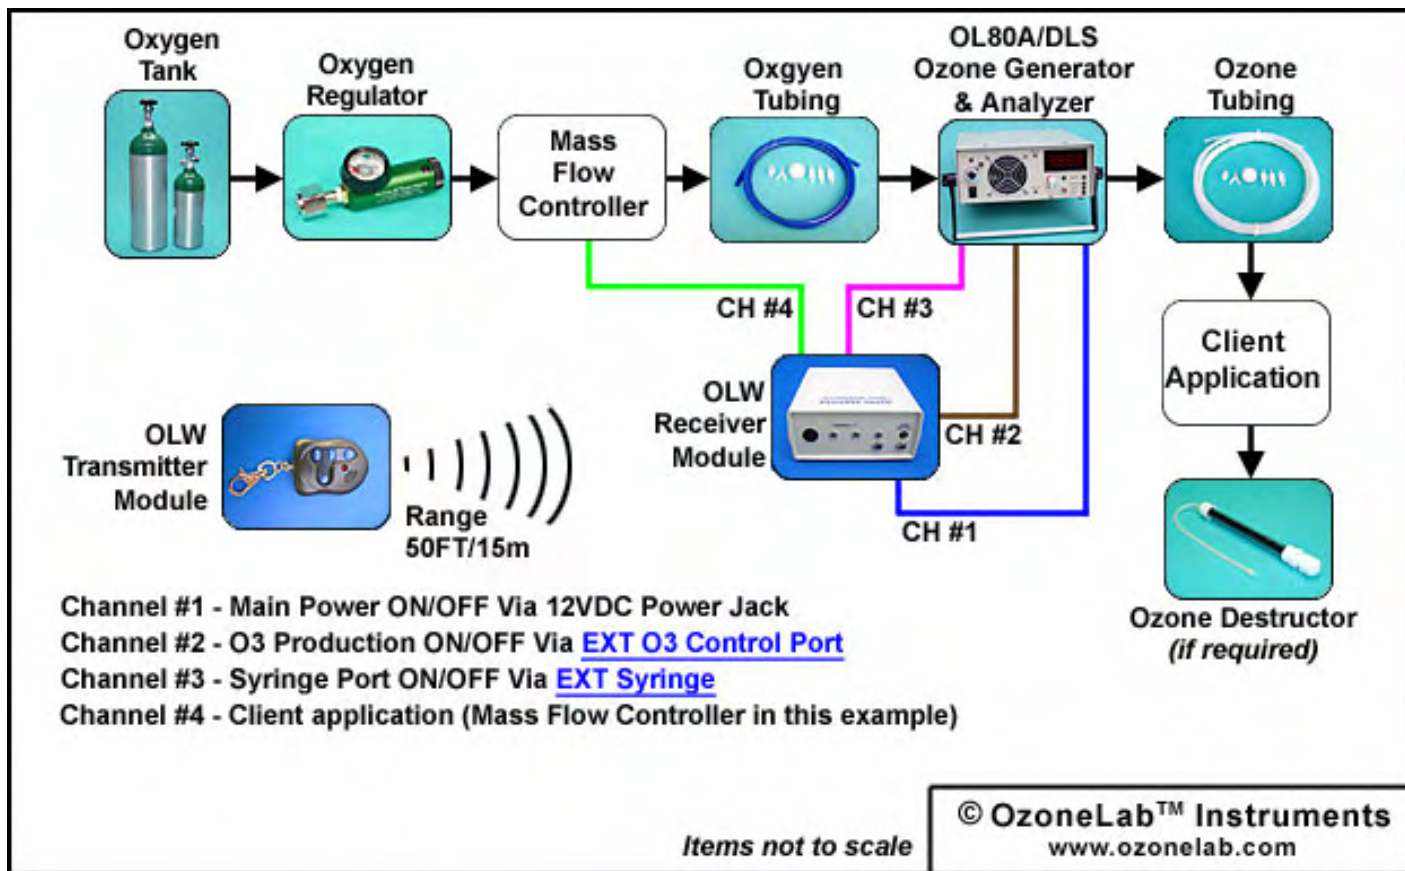 Oxygen
Tank
Oxygen
Regulator
Mass
Flow
Controller
Oxgyen
Tubing
OL80A/DLS
Ozone Generator
& Analyzer
Ozone
Tubing
CH #4
CH #3
Client
Application
OLW
Receiver
Module
CH #2
OLW
Transmitter
Module
Range
50FT/15m
CH #1
Ozone Destructor
(if required)
Channel #1 - Main Power ON/OFF Via 12VDC Power Jack
Channel #2 - O3 Production ON/OFF Via EXT O3 Control Port
Channel #3 - Syringe Port ON/OFF Via EXT Syringe
Channel #4 - Client application (Mass Flow Controller in this example)
Items not to scale
© OzoneLab™ Instruments
www.ozonelab.com